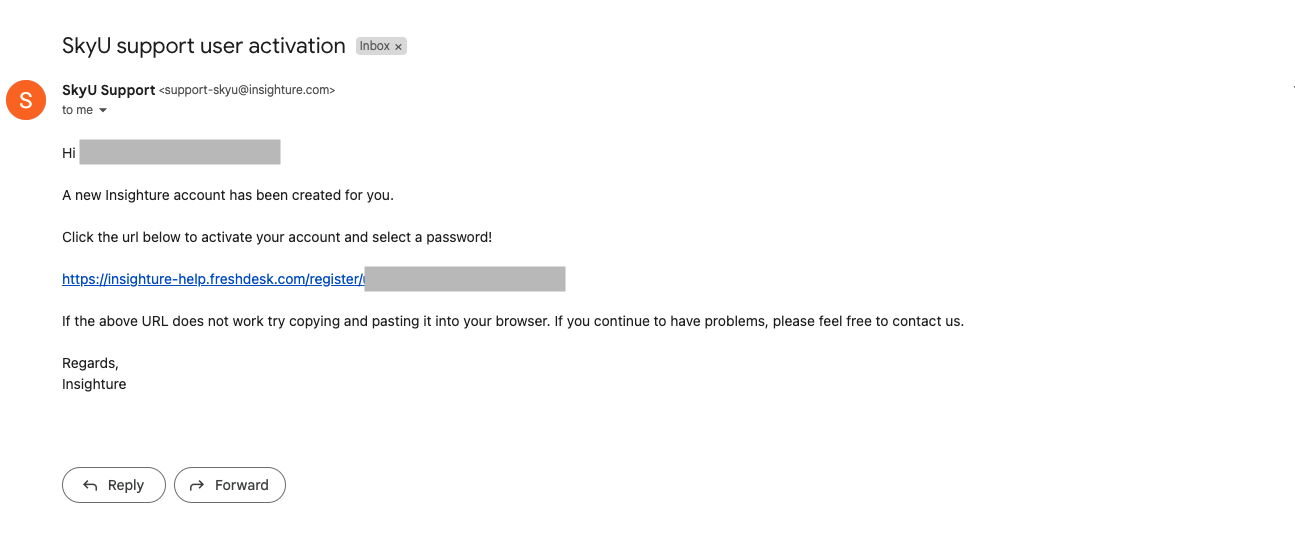 SkyU support user activation Inbox ×
S
SkyU Support <support-skyu@insighture.com>
to me
Hi
A new Insighture account has been created for you.
Click the url below to activate your account and select a password!
https://insighture-help.freshdesk.com/register/
If the above URL does not work try copying and pasting it into your browser. If you continue to have problems, please feel free to contact us.
Regards,
Insighture
Reply Forward